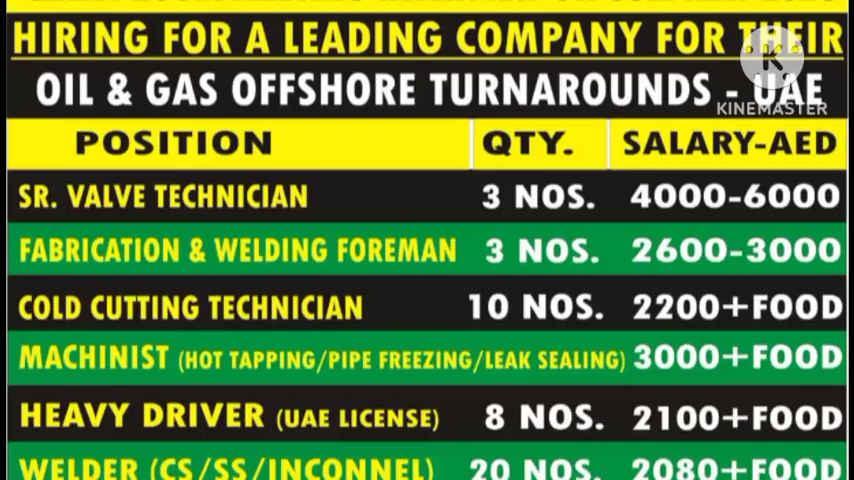 HIRING FOR A LEADING COMPANY FOR THEIR
OIL & GAS OFFSHORE TURNAROUNDS - UAE
KINEMASTER
POSITION QTY. SALARY-AED
SR. VALVE TECHNICIAN 3 NOS. 4000-6000
FABRICATION & WELDING FOREMAN 3 NOS. 2600-3000
COLD CUTTING TECHNICIAN 10 NOS. 2200+FOOD
MACHINIST (HOT TAPPING/PIPE FREEZING/LEAK SEALING) 3000+FOOD
HEAVY DRIVER (UAE LICENSE) 8 NOS. 2100+FOOD
WELDER (CS/SS/INCONNEL) 20 NOS. 2080+FOOD